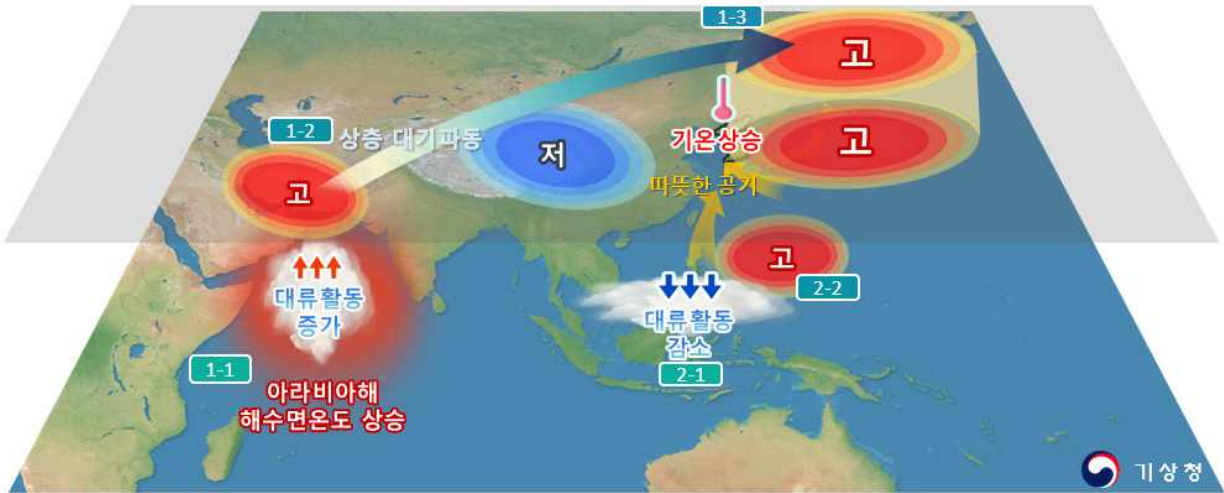 1-3
고
1-2
상층 대기파동
저
기온상승
고
고
따뜻한 공기
고
2-2
대류활동
증가
대류활동
감소
1-1
2-1
아라비아해
해수면온도 상승
기상청